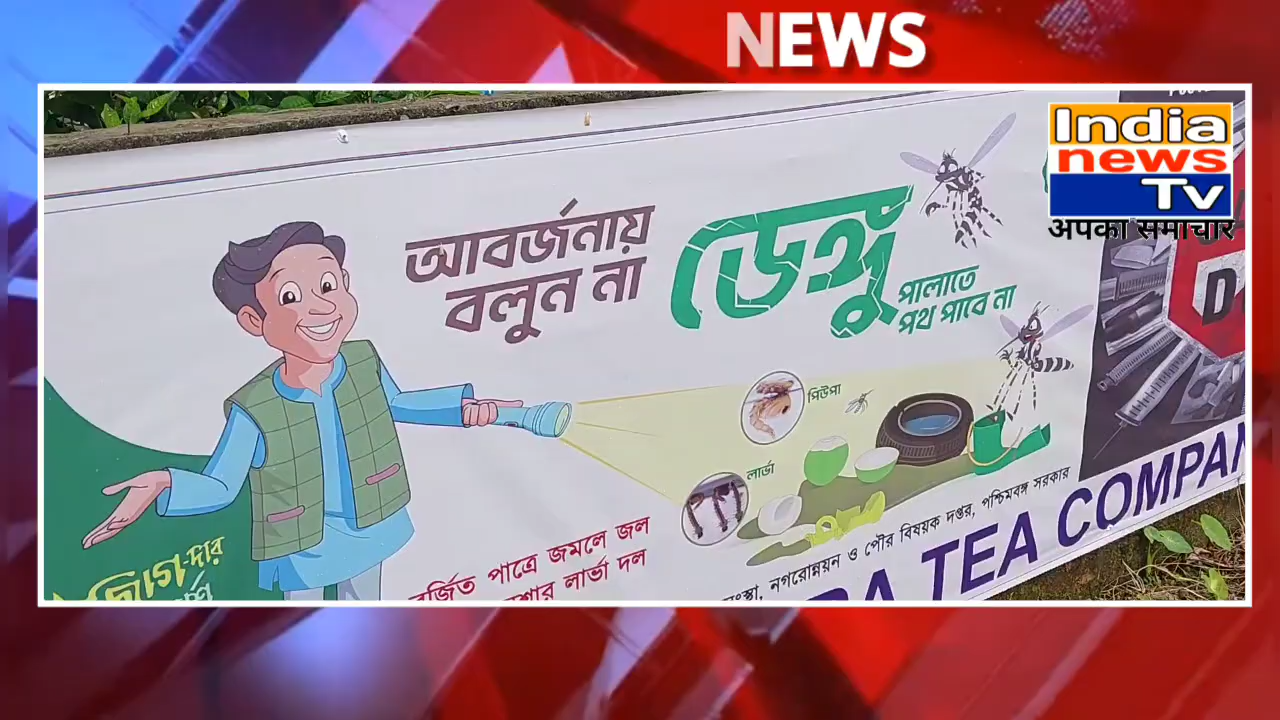 NEWS
India
news
Tv
अपका समाचार
আবর্জনায়
বলুন না
ডেঙ্গু
পালাতে
পথ পাবে না
পিউপা
লার্ভা
পাত্রে জমলে জল
লার্ভা দল
নগরোন্নয়ন ও পৌর বিষয়ক দপ্তর, পশ্চিমবঙ্গ সরকার
TEA
D